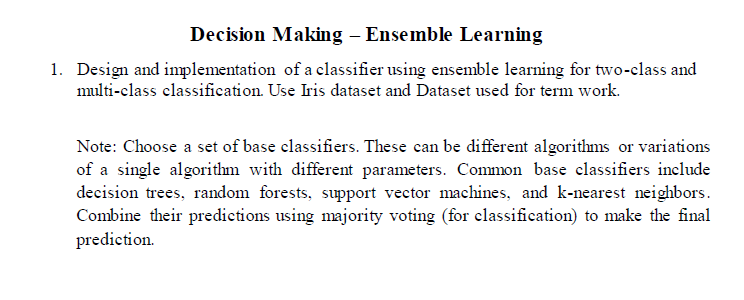 Decision Making – Ensemble Learning
1. Design and implementation of a classifier using ensemble learning for two-class and
multi-class classification. Use Iris dataset and Dataset used for term work.
Note: Choose a set of base classifiers. These can be different algorithms or variations
of a single algorithm with different parameters. Common base classifiers include
decision trees, random forests, support vector machines, and k-nearest neighbors.
Combine their predictions using majority voting (for classification) to make the final
prediction.